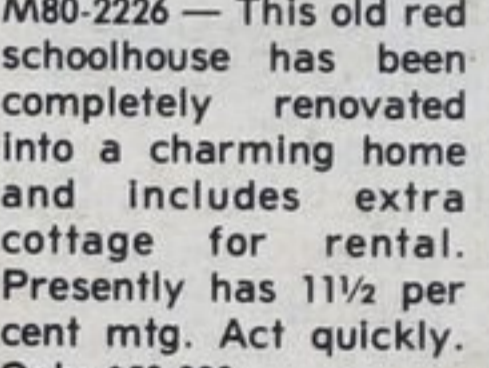 M80-2226 — This old red
schoolhouse has been
completely renovated
into a charming home
and includes extra
cottage for rental.
Presently has 11½ per
cent mtg. Act quickly.